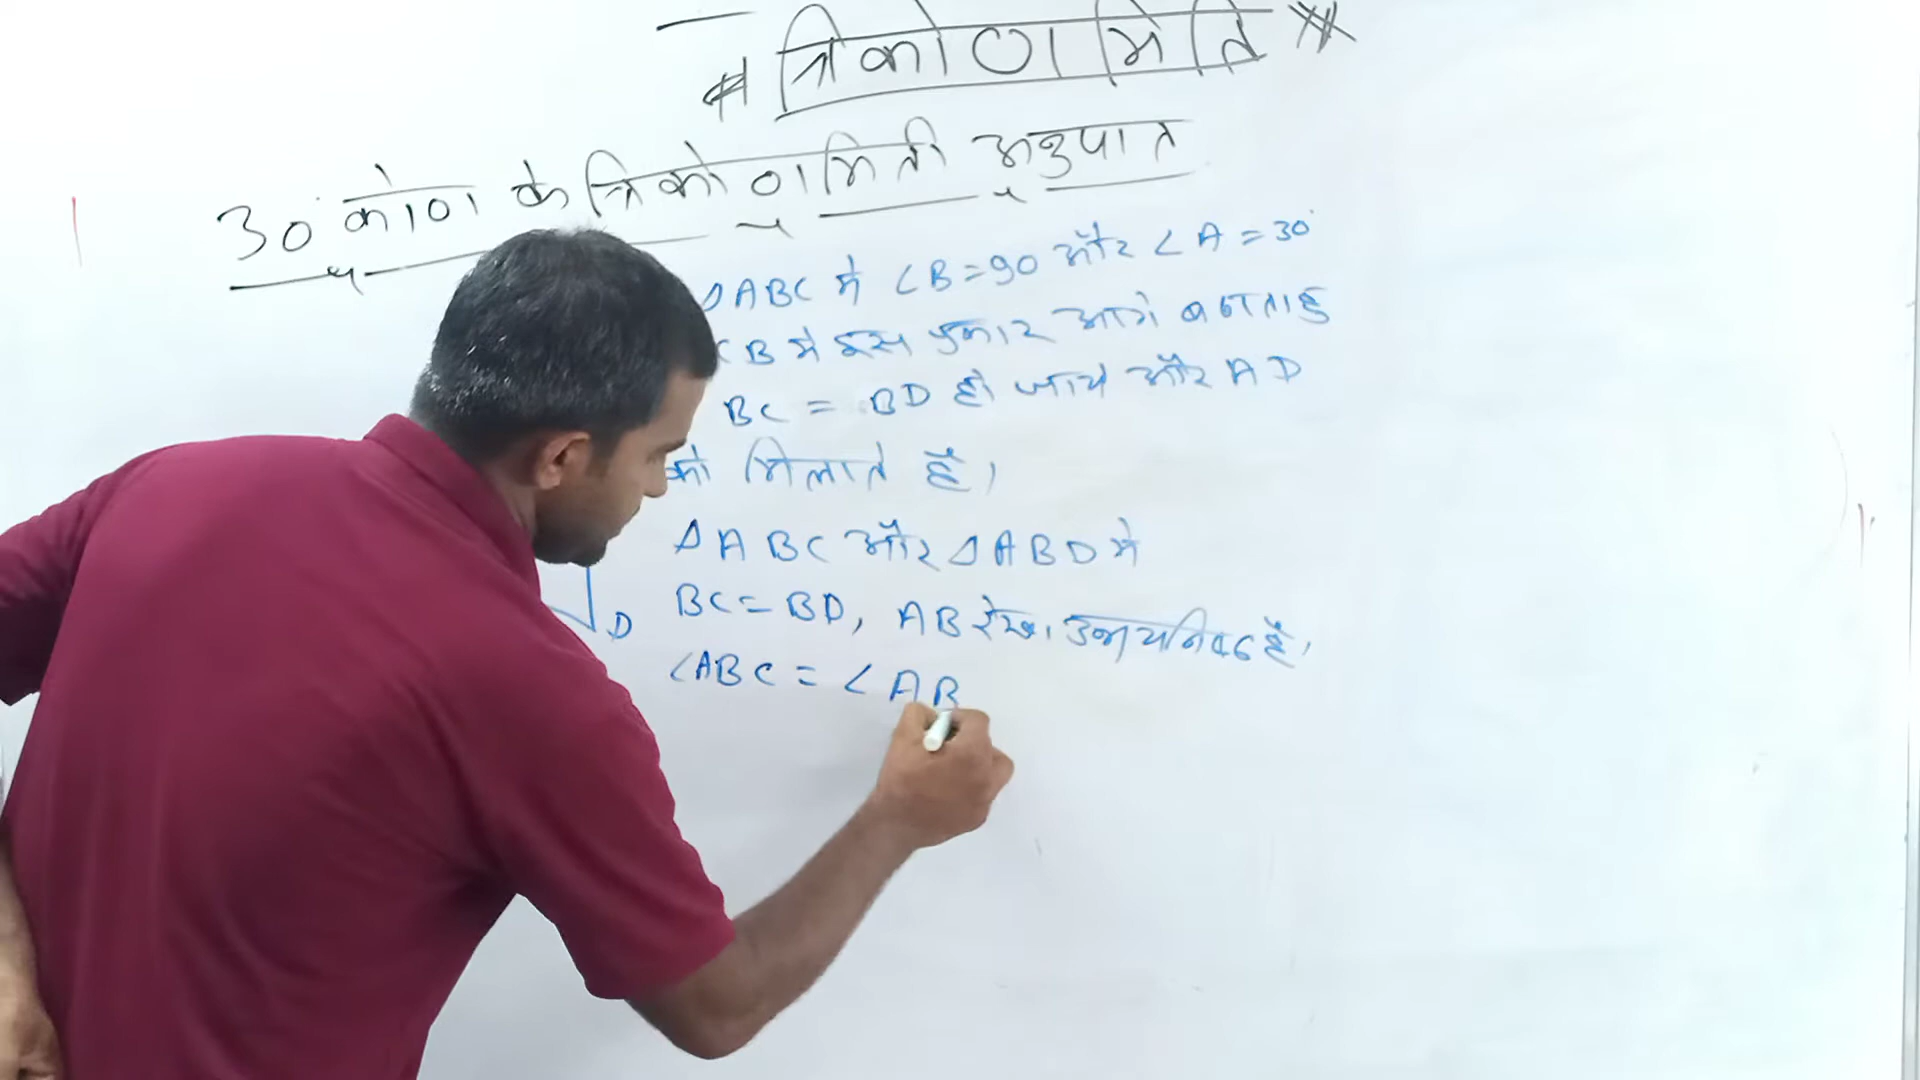 # त्रिकोणमिति *
30° कोण के त्रिकोणमिती अनुपात
△ABC में ∠B=90 और ∠A=30°
CB में इस प्रकार आगे बढ़ाता हु
BC = BD हो जाये और AD
को मिलाते हैं।
△ABC और △ABD में
BC=BD, AB रेखा उभयनिष्ठ है।
∠ABC = ∠AB
D